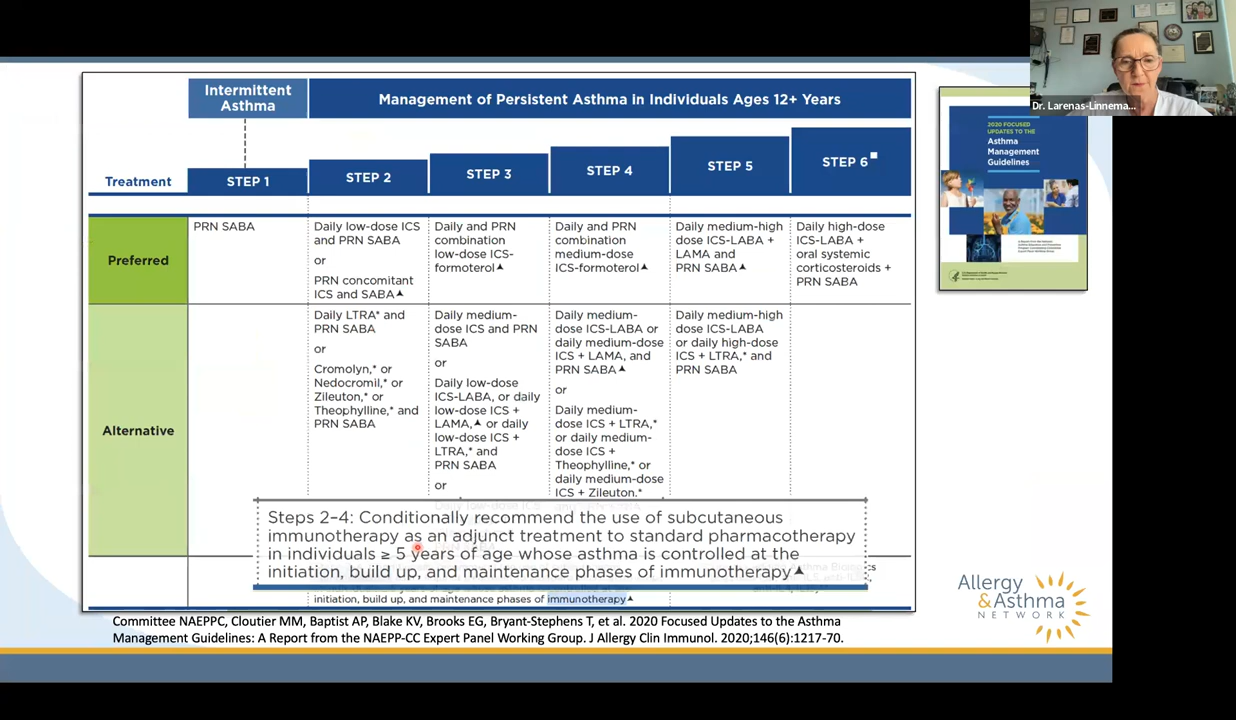 Dr. Larenas-Linnema...
Intermittent
Asthma
Management of Persistent Asthma in Individuals Ages 12+ Years
Treatment
STEP 1
STEP 2
STEP 3
STEP 4
STEP 5
STEP 6
Preferred
PRN SABA
Daily low-dose ICS
and PRN SABA
or
PRN concomitant
ICS and SABA▲
Daily and PRN
combination
low-dose ICS-
formoterol▲
Daily and PRN
combination
medium-dose
ICS-formoterol▲
Daily medium-high
dose ICS-LABA +
LAMA and
PRN SABA▲
Daily high-dose
ICS-LABA +
oral systemic
corticosteroids +
PRN SABA
Alternative
Daily LTRA* and
PRN SABA
or
Cromolyn,* or
Nedocromil,* or
Zileuton,* or
Theophylline,* and
PRN SABA
Daily medium-
dose ICS and PRN
SABA
or
Daily low-dose
ICS-LABA, or daily
low-dose ICS +
LAMA,▲ or daily
low-dose ICS +
LTRA,* and
PRN SABA
or
Daily medium-
dose ICS-LABA or
daily medium-dose
ICS + LAMA, and
PRN SABA▲
or
Daily medium-
dose ICS + LTRA,*
or daily medium-
dose ICS +
Theophylline,* or
daily medium-dose
ICS + Zileuton.*
Daily medium-high
dose ICS-LABA
or daily high-dose
ICS + LTRA,* and
PRN SABA
Steps 2–4: Conditionally recommend the use of subcutaneous
immunotherapy as an adjunct treatment to standard pharmacotherapy
in individuals ≥ 5 years of age whose asthma is controlled at the
initiation, build up, and maintenance phases of immunotherapy▲
initiation, build up, and maintenance phases of immunotherapy▲
2020 FOCUSED
UPDATES TO THE
Asthma
Management
Guidelines
Committee NAEPPC, Cloutier MM, Baptist AP, Blake KV, Brooks EG, Bryant-Stephens T, et al. 2020 Focused Updates to the Asthma
Management Guidelines: A Report from the NAEPP-CC Expert Panel Working Group. J Allergy Clin Immunol. 2020;146(6):1217-70.
Allergy
&Asthma
NETWORK